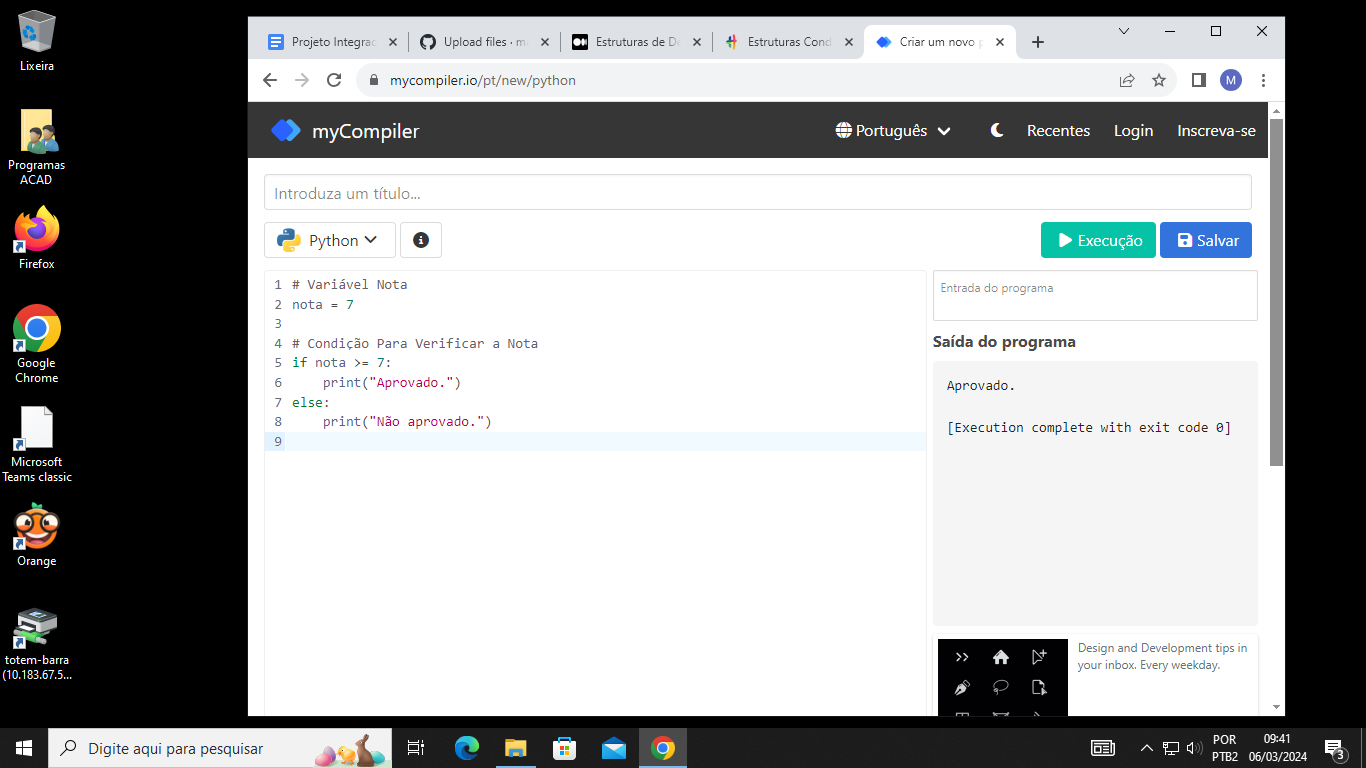 Lixeira
Programas
ACAD
Firefox
Google
Chrome
Microsoft
Teams classic
Orange
totem-barra
(10.183.67.5...
Projeto Integra
Upload files · m
Estruturas de De
Estruturas Cond
Criar um novo p
mycompiler.io/pt/new/python
M
myCompiler
Português
Recentes
Login
Inscreva-se
Introduza um título...
Python
Execução
Salvar
1 # Variável Nota
2 nota = 7
3
4 # Condição Para Verificar a Nota
5 if nota >= 7:
6     print("Aprovado.")
7 else:
8     print("Não aprovado.")
9
Entrada do programa
Saída do programa
Aprovado.
[Execution complete with exit code 0]
Design and Development tips in
your inbox. Every weekday.
Digite aqui para pesquisar
POR
PTB2
09:41
06/03/2024
3